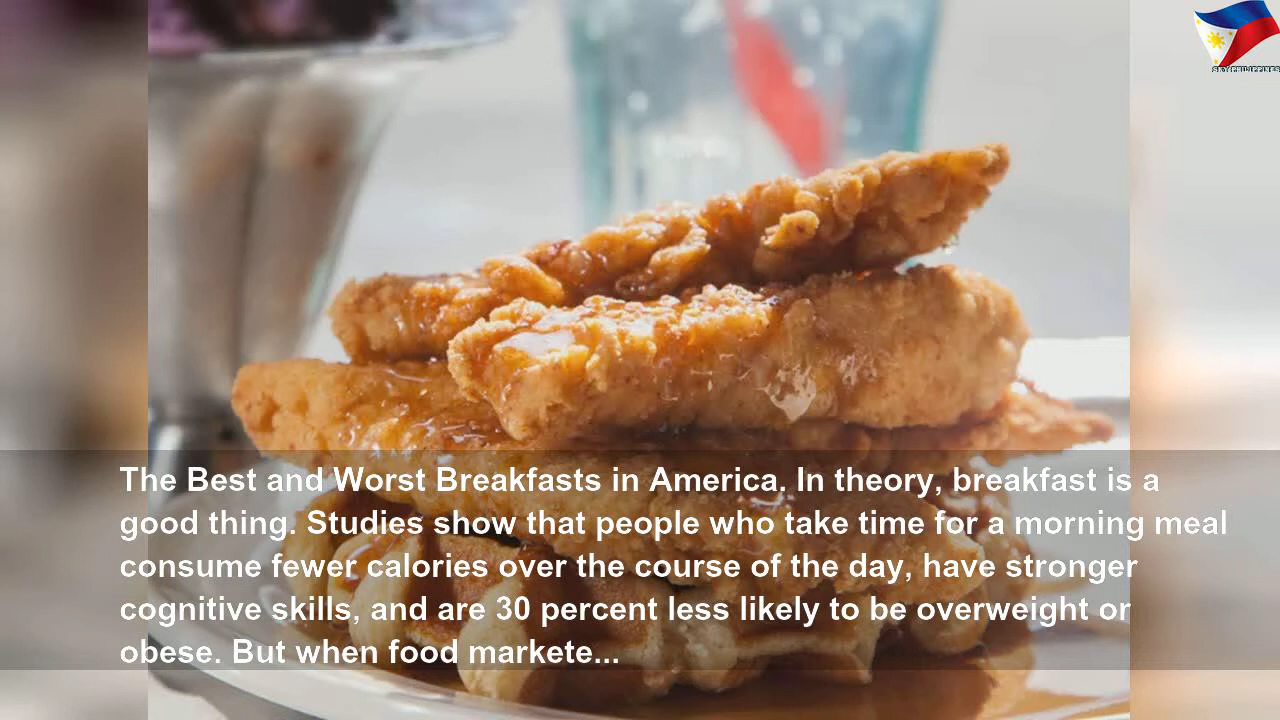 The Best and Worst Breakfasts in America. In theory, breakfast is a
good thing. Studies show that people who take time for a morning meal
consume fewer calories over the course of the day, have stronger
cognitive skills, and are 30 percent less likely to be overweight or
obese. But when food markete...